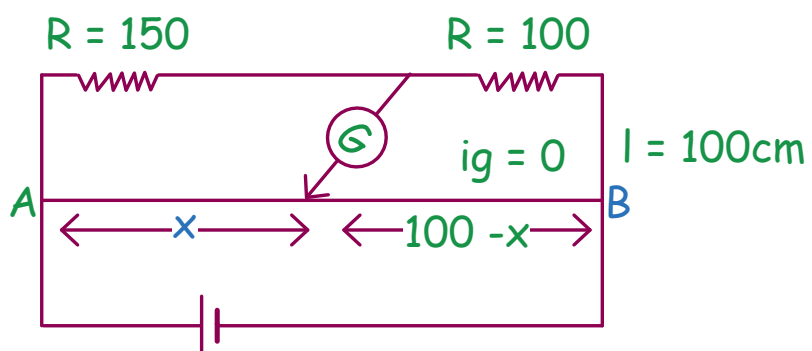 R = 150 R = 100
G
ig = 0 l = 100cm
A B
x 100 -x